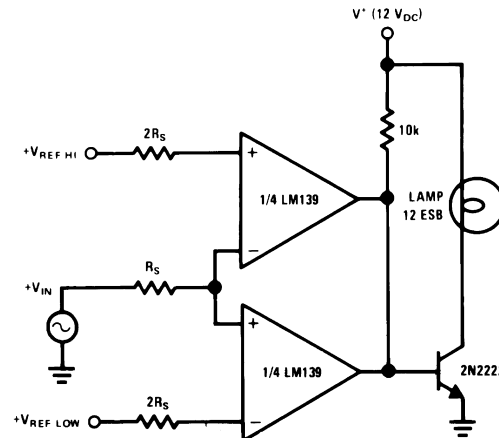 V+ (12 VDC)
2RS
+VREF HI
+
1/4 LM139
−
10k
LAMP
12 ESB
RS
+VIN
+
1/4 LM139
−
2RS
+VREF LOW